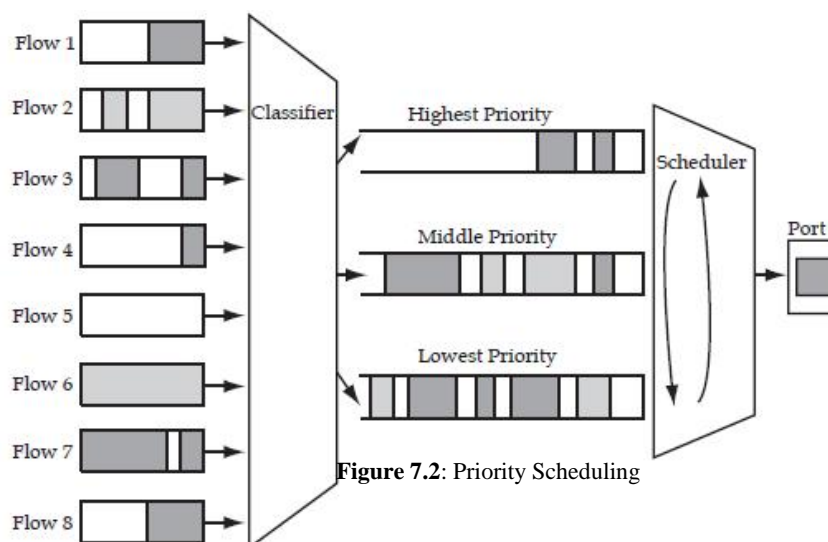 Flow 1
Flow 2
Flow 3
Flow 4
Flow 5
Flow 6
Flow 7
Flow 8
Classifier
Highest Priority
Middle Priority
Lowest Priority
Scheduler
Port
Figure 7.2: Priority Scheduling